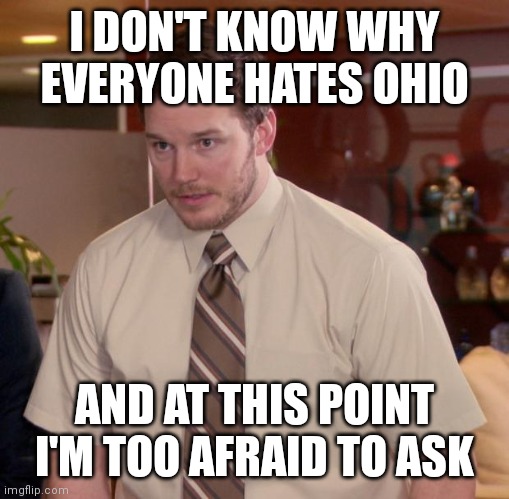 I DON'T KNOW WHY
EVERYONE HATES OHIO
AND AT THIS POINT
I'M TOO AFRAID TO ASK
imgflip.com